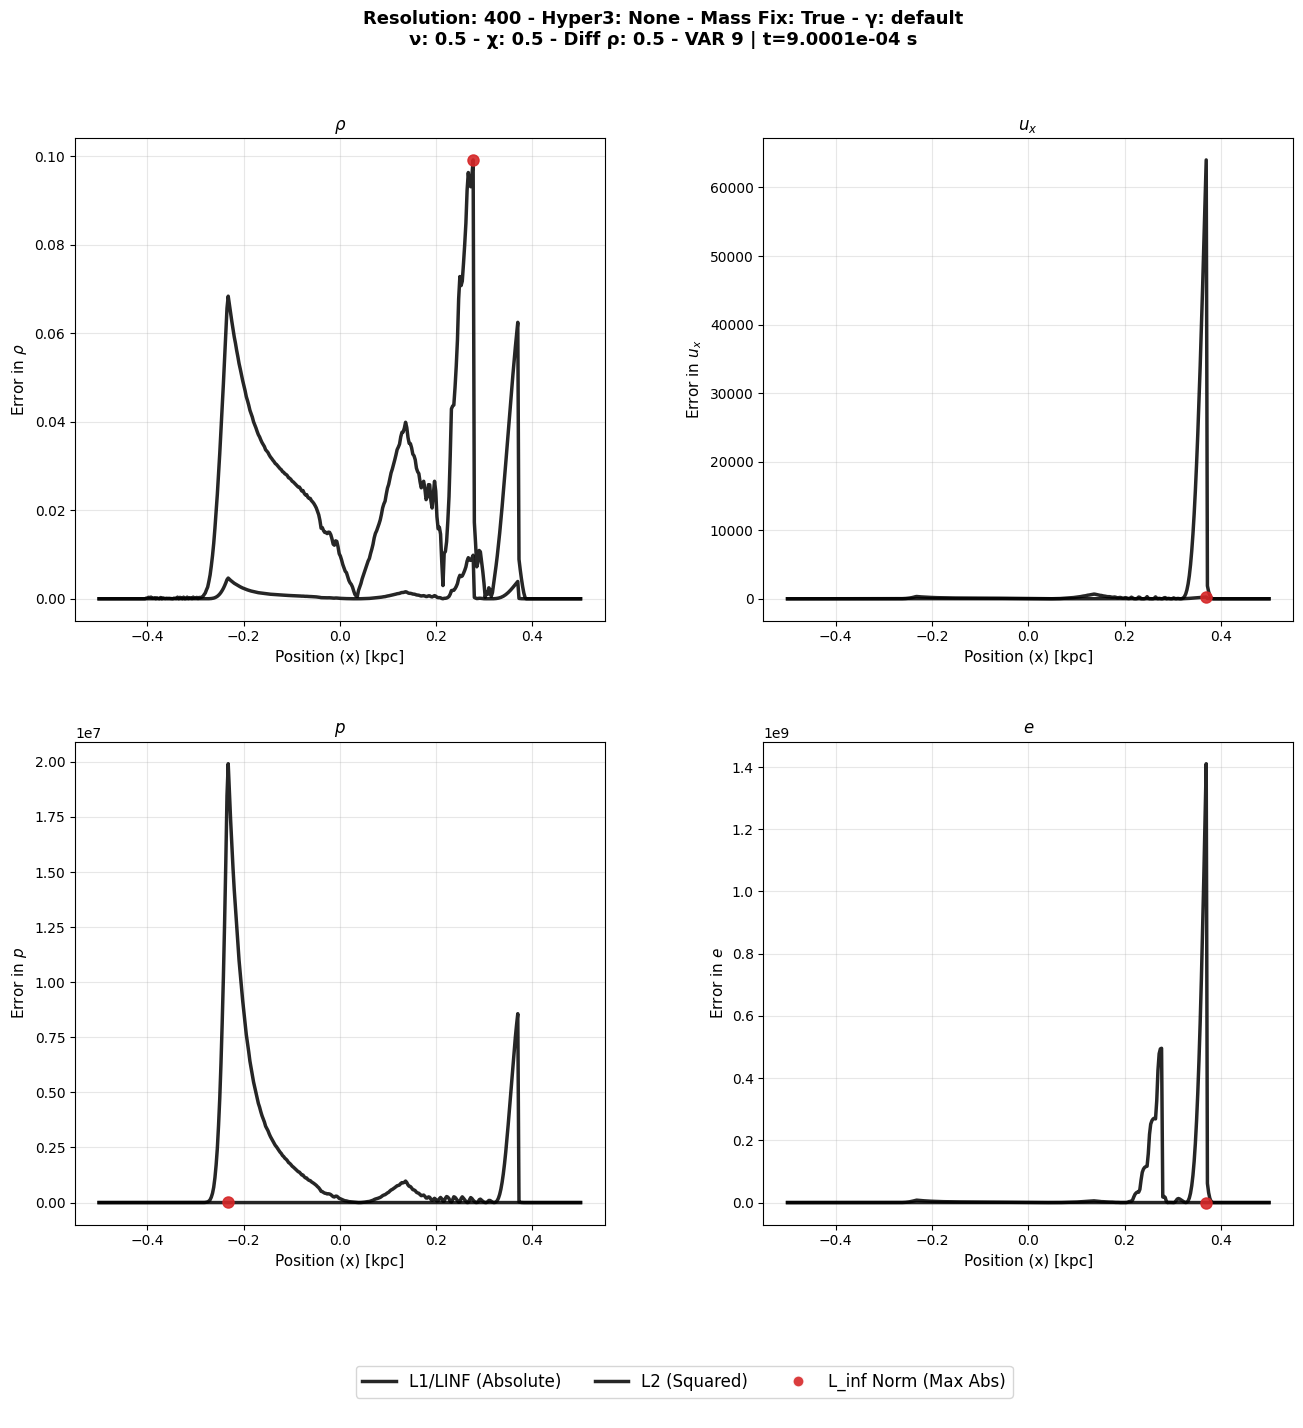 Resolution: 400 - Hyper3: None - Mass Fix: True - γ: default
ν: 0.5 - χ: 0.5 - Diff ρ: 0.5 - VAR 9 | t=9.0001e-04 s
ρ
0.10
0.08
0.06
0.04
0.02
0.00
Error in ρ
−0.4 −0.2 0.0 0.2 0.4
Position (x) [kpc]
u_x
60000
50000
40000
30000
20000
10000
0
Error in u_x
−0.4 −0.2 0.0 0.2 0.4
Position (x) [kpc]
p
1e7
2.00
1.75
1.50
1.25
1.00
0.75
0.50
0.25
0.00
Error in p
−0.4 −0.2 0.0 0.2 0.4
Position (x) [kpc]
e
1e9
1.4
1.2
1.0
0.8
0.6
0.4
0.2
0.0
Error in e
−0.4 −0.2 0.0 0.2 0.4
Position (x) [kpc]
L1/LINF (Absolute) L2 (Squared) L_inf Norm (Max Abs)